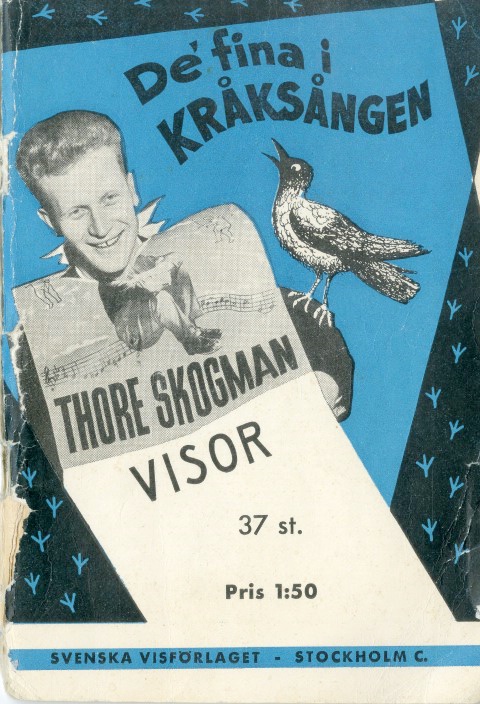 De' fina i
KRÅKSÅNGEN
THORE SKOGMAN
VISOR
37 st.
Pris 1:50
SVENSKA VISFÖRLAGET - STOCKHOLM C.